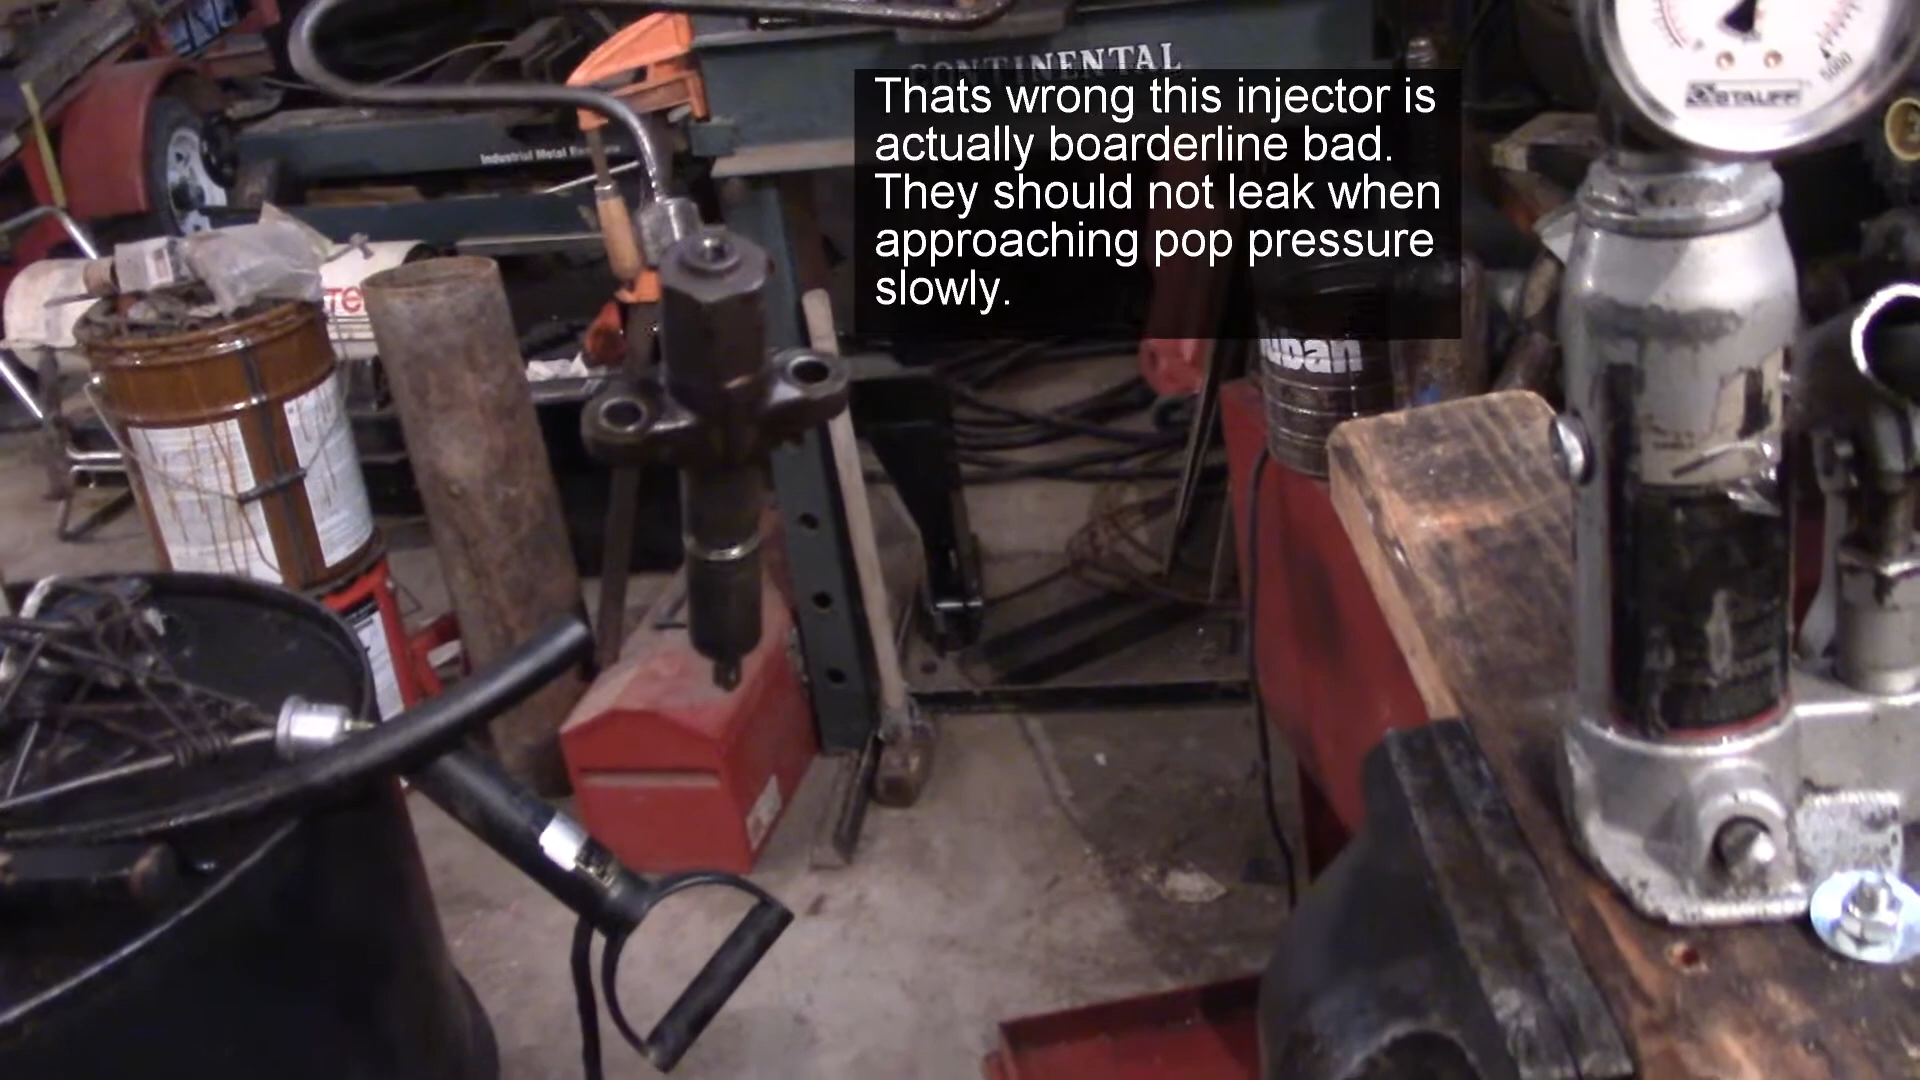 CONTINENTAL
Thats wrong this injector is
actually boarderline bad.
They should not leak when
approaching pop pressure
slowly.
Industrial Metal
5000
STAUFF